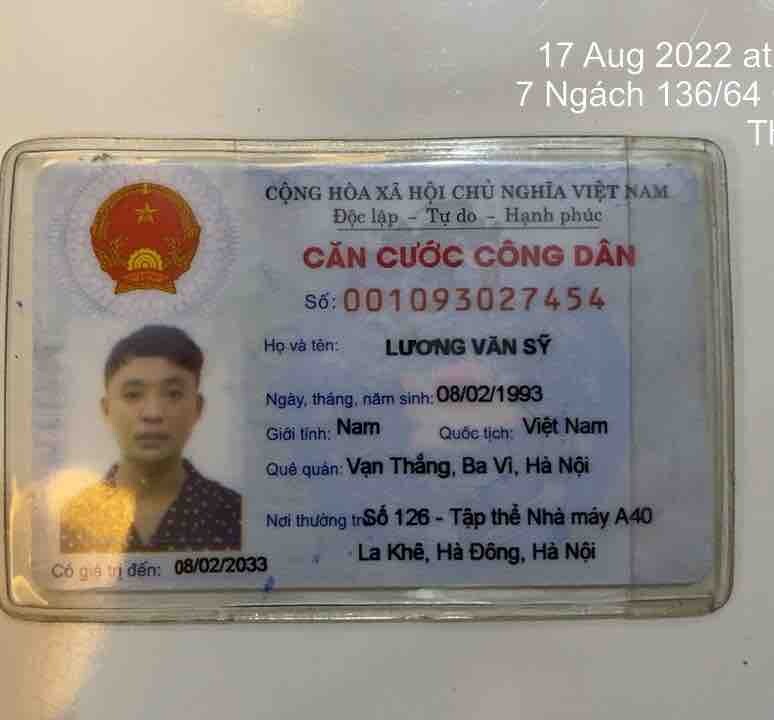 17 Aug 2022 at
7 Ngách 136/64
CỘNG HÒA XÃ HỘI CHỦ NGHĨA VIỆT NAM
Độc lập - Tự do - Hạnh phúc
CĂN CƯỚC CÔNG DÂN
Số: 001093027454
Họ và tên: LƯƠNG VĂN SỸ
Ngày, tháng, năm sinh: 08/02/1993
Giới tính: Nam Quốc tịch: Việt Nam
Quê quán: Vạn Thắng, Ba Vì, Hà Nội
Nơi thường tr Số 126 - Tập thể Nhà máy A40
La Khê, Hà Đông, Hà Nội
Có giá trị đến: 08/02/2033